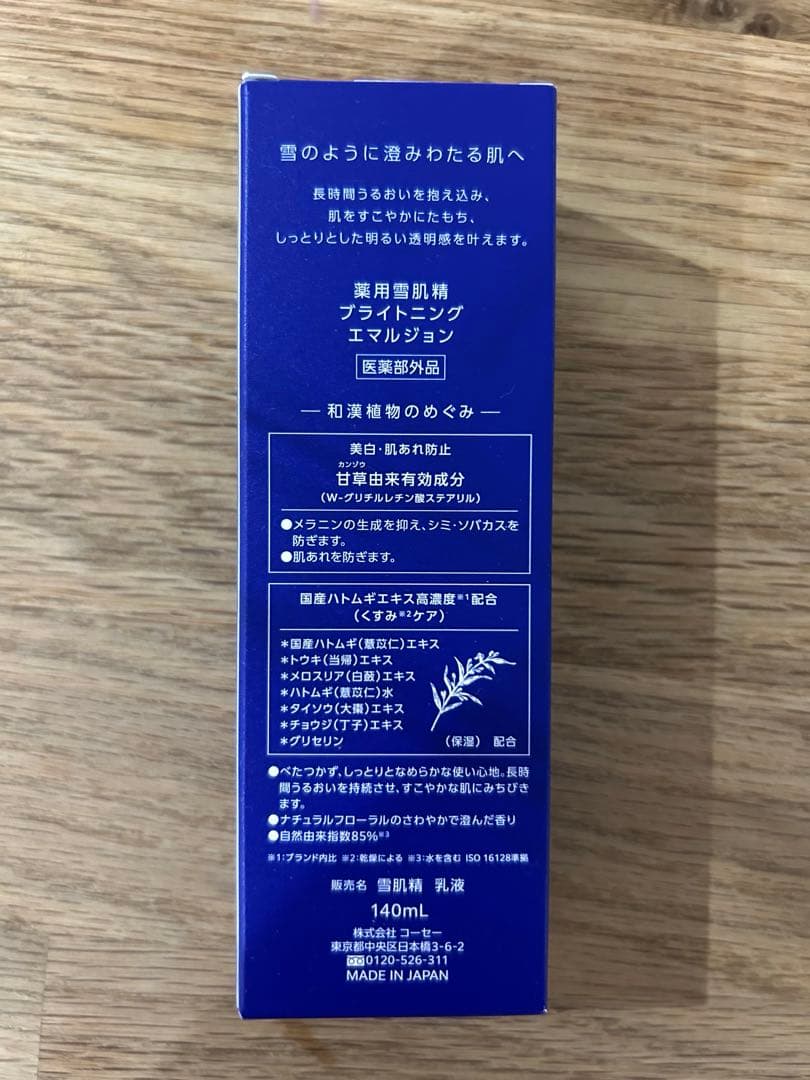 雪のように澄みわたる肌へ
長時間うるおいを抱え込み、
肌をすこやかにたもち、
しっとりとした明るい透明感を叶えます。
薬用雪肌精
ブライトニング
エマルジョン
医薬部外品
― 和漢植物のめぐみ ―
美白・肌あれ防止
カンゾウ
甘草由来有効成分
(W-グリチルレチン酸ステアリル)
●メラニンの生成を抑え、シミ・ソバカスを
防ぎます。
●肌あれを防ぎます。
国産ハトムギエキス高濃度※1配合
(くすみ※2ケア)
*国産ハトムギ(薏苡仁)エキス
*トウキ(当帰)エキス
*メロスリア(白蘞)エキス
*ハトムギ(薏苡仁)水
*タイソウ(大棗)エキス
*チョウジ(丁子)エキス
*グリセリン (保湿) 配合
●べたつかず、しっとりとなめらかな使い心地。長時
間うるおいを持続させ、すこやかな肌にみちびき
ます。
●ナチュラルフローラルのさわやかで澄んだ香り
●自然由来指数85%※3
※1:ブランド内比 ※2:乾燥による ※3:水を含む ISO 16128準拠
販売名 雪肌精 乳液
140mL
株式会社 コーセー
東京都中央区日本橋3-6-2
0120-526-311
MADE IN JAPAN